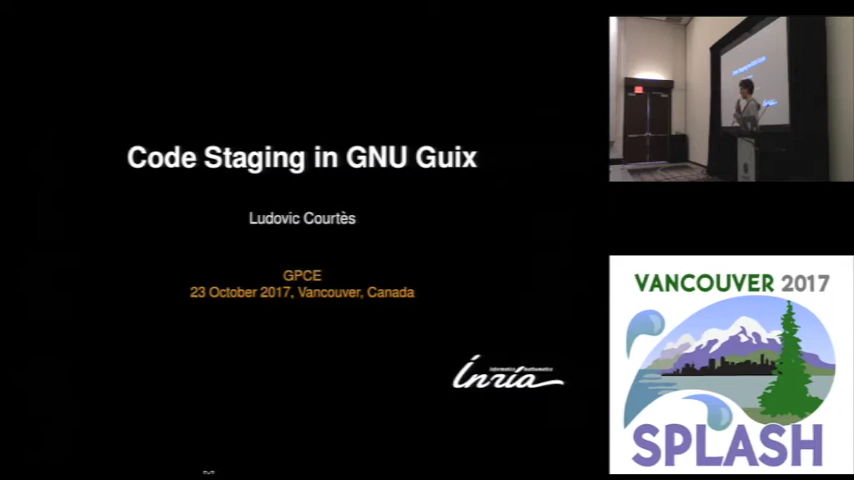 Code Staging in GNU Guix
Ludovic Courtès
GPCE
23 October 2017, Vancouver, Canada
Inria
VANCOUVER 2017
SPLASH